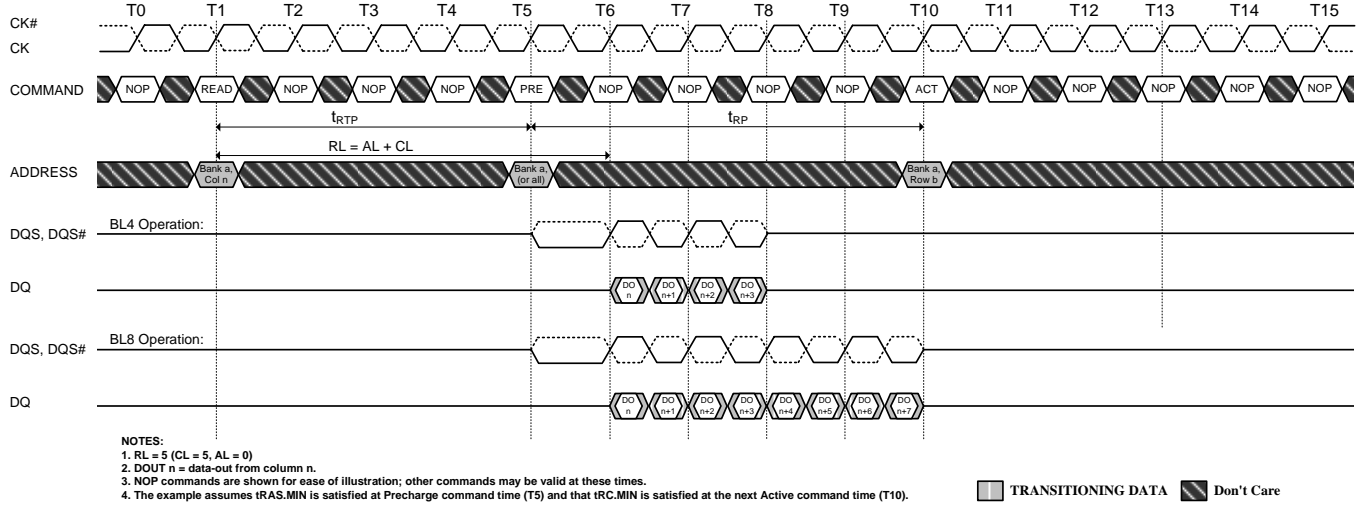 T0 T1 T2 T3 T4 T5 T6 T7 T8 T9 T10 T11 T12 T13 T14 T15
CK#
CK
COMMAND NOP READ NOP NOP NOP PRE NOP NOP NOP NOP ACT NOP NOP NOP NOP NOP
tRTP tRP
RL = AL + CL
ADDRESS Bank a, Col n Bank a, (or all) Bank a, Row b
BL4 Operation:
DQS, DQS#
DQ DO n DO n+1 DO n+2 DO n+3
BL8 Operation:
DQS, DQS#
DQ DO n DO n+1 DO n+2 DO n+3 DO n+4 DO n+5 DO n+6 DO n+7
NOTES:
1. RL = 5 (CL = 5, AL = 0)
2. DOUT n = data-out from column n.
3. NOP commands are shown for ease of illustration; other commands may be valid at these times.
4. The example assumes tRAS.MIN is satisfied at Precharge command time (T5) and that tRC.MIN is satisfied at the next Active command time (T10).
TRANSITIONING DATA Don't Care